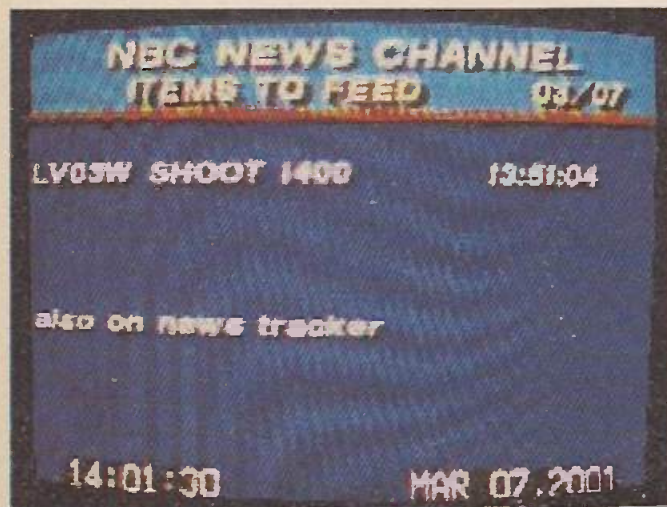 NBC NEWS CHANNEL
ITEMS TO FEED 03/07
LV03W SHOOT 1400 13:51:04
also on news tracker
14:01:30 MAR 07.2001